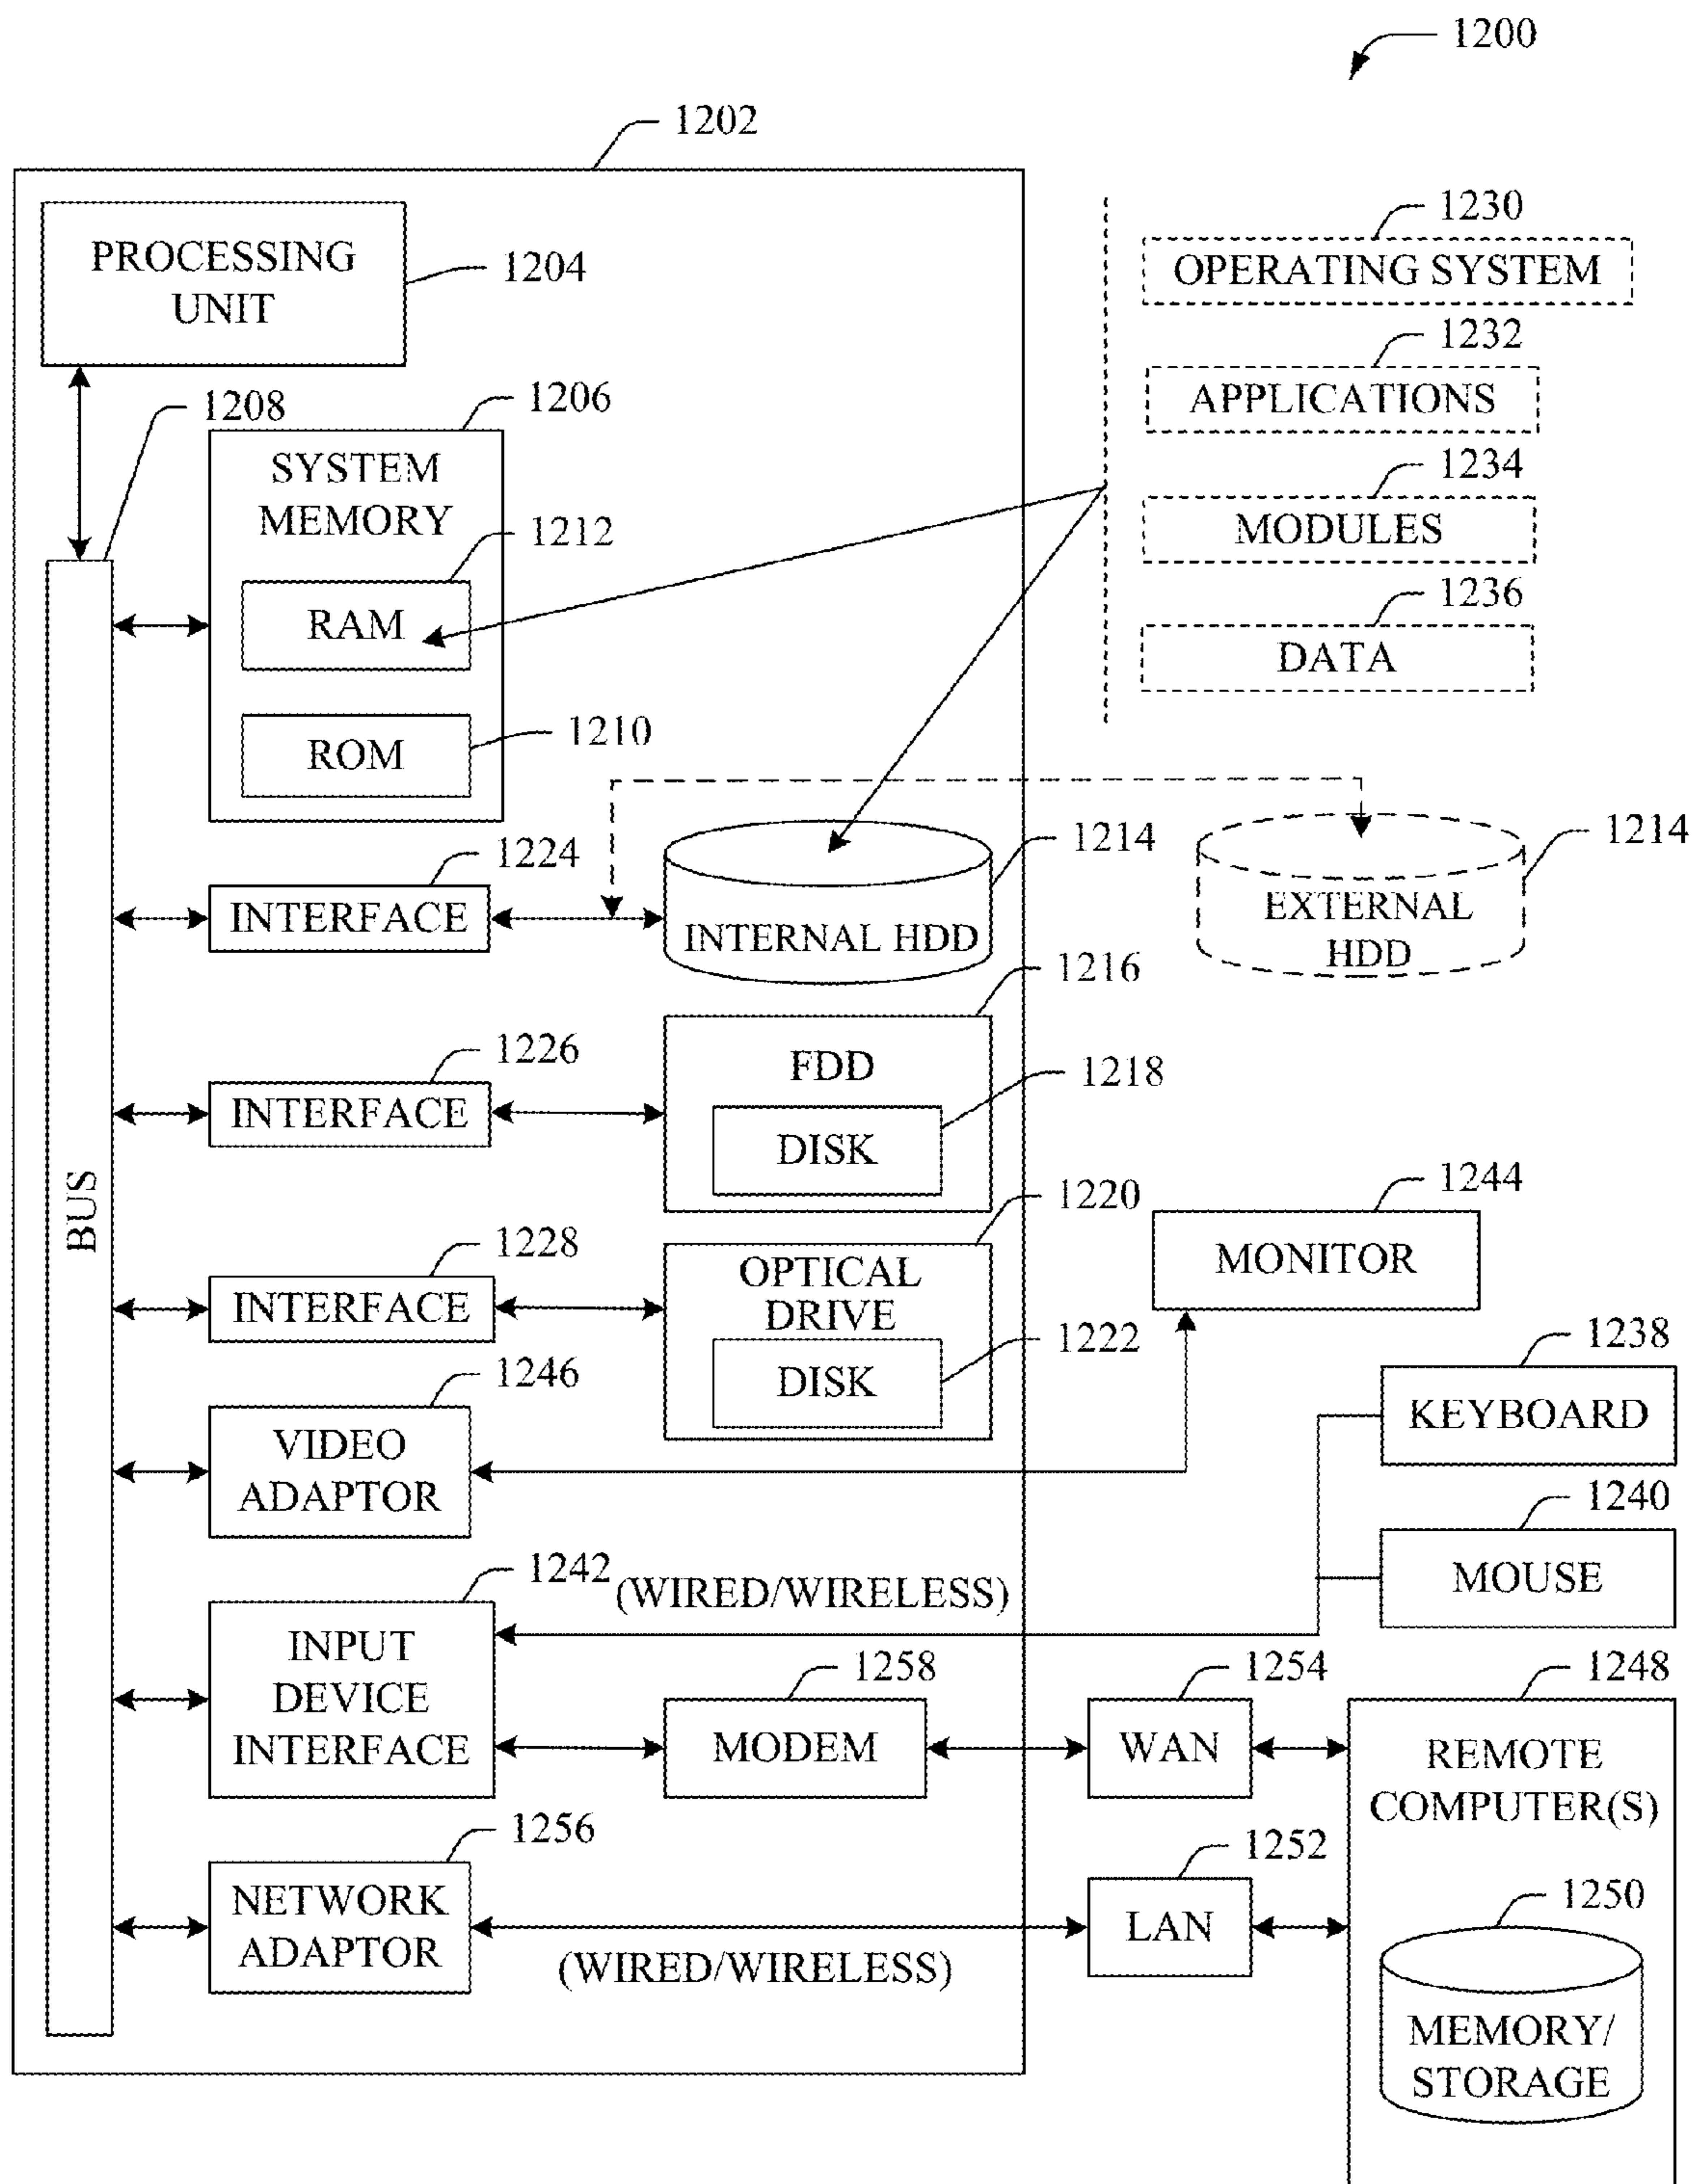 1200
1202
PROCESSING
UNIT
1204
1230
OPERATING SYSTEM
1232
APPLICATIONS
1234
MODULES
1236
DATA
1208
1206
SYSTEM
MEMORY
1212
RAM
1210
ROM
1224
INTERFACE
1214
INTERNAL HDD
1214
EXTERNAL
HDD
1216
1226
INTERFACE
FDD
1218
DISK
BUS
1220
1228
INTERFACE
OPTICAL
DRIVE
1222
DISK
1244
MONITOR
1238
KEYBOARD
1246
VIDEO
ADAPTOR
1240
MOUSE
1242
(WIRED/WIRELESS)
INPUT
DEVICE
INTERFACE
1258
MODEM
1254
WAN
1248
REMOTE
COMPUTER(S)
1256
NETWORK
ADAPTOR
(WIRED/WIRELESS)
1252
LAN
1250
MEMORY/
STORAGE